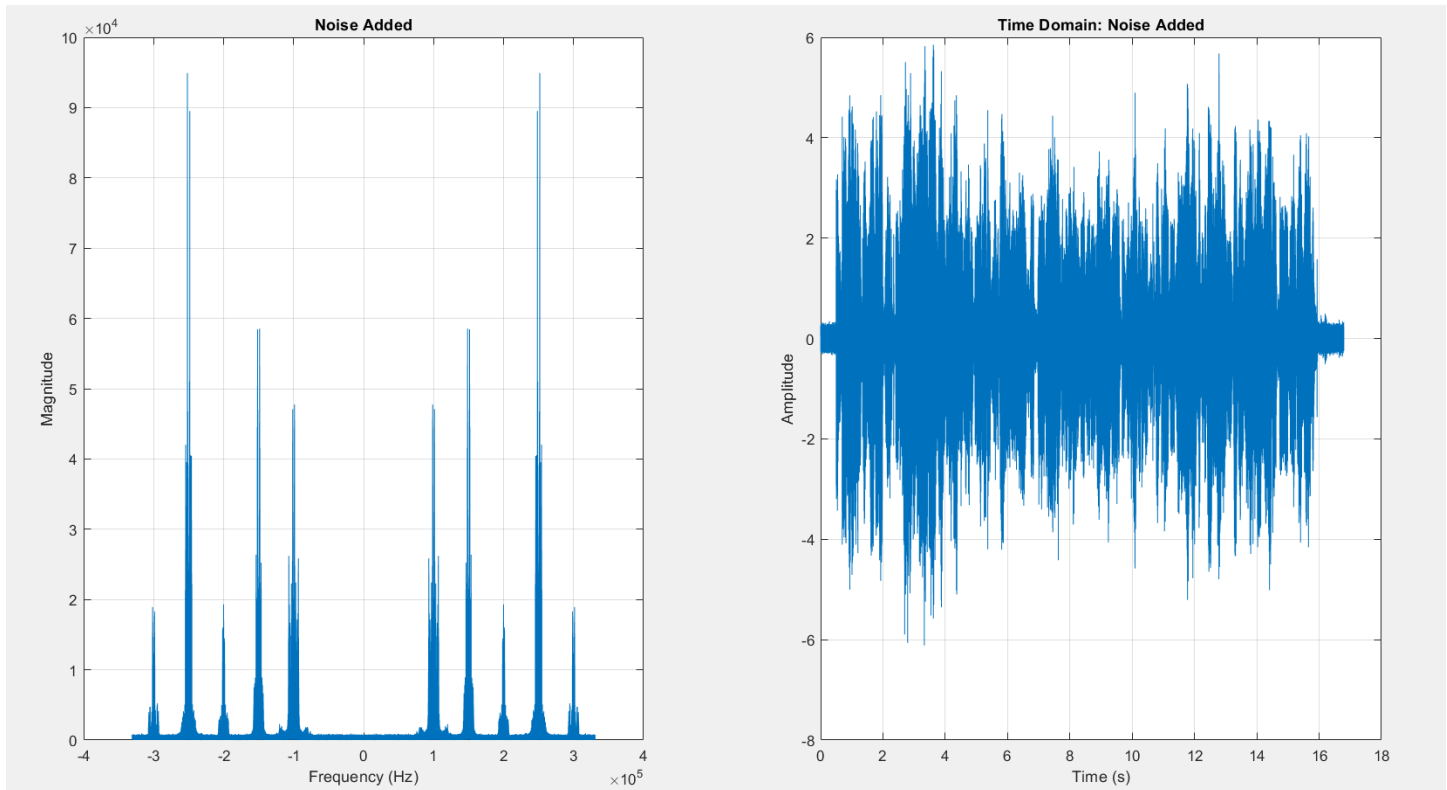 Noise Added
×10^4
10
9
8
7
6
5
4
3
2
1
0
Magnitude
-4 -3 -2 -1 0 1 2 3 4
Frequency (Hz)
×10^5
Time Domain: Noise Added
6
4
2
0
-2
-4
-6
-8
Amplitude
0 2 4 6 8 10 12 14 16 18
Time (s)